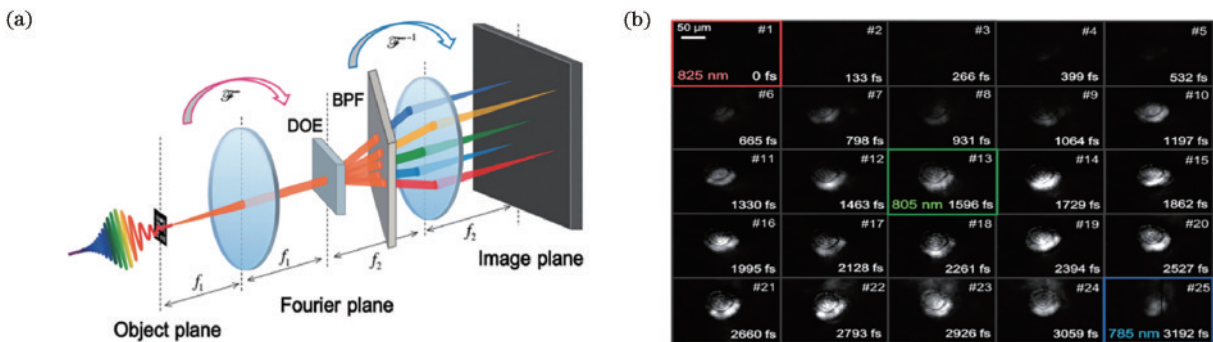 (a)
ℱ
ℱ⁻¹
BPF
DOE
f₁
f₁
f₂
f₂
Object plane
Fourier plane
Image plane
(b)
50 μm
#1
825 nm 0 fs
#2
133 fs
#3
266 fs
#4
399 fs
#5
532 fs
#6
665 fs
#7
798 fs
#8
931 fs
#9
1064 fs
#10
1197 fs
#11
1330 fs
#12
1463 fs
#13
805 nm 1596 fs
#14
1729 fs
#15
1862 fs
#16
1995 fs
#17
2128 fs
#18
2261 fs
#19
2394 fs
#20
2527 fs
#21
2660 fs
#22
2793 fs
#23
2926 fs
#24
3059 fs
#25
785 nm 3192 fs